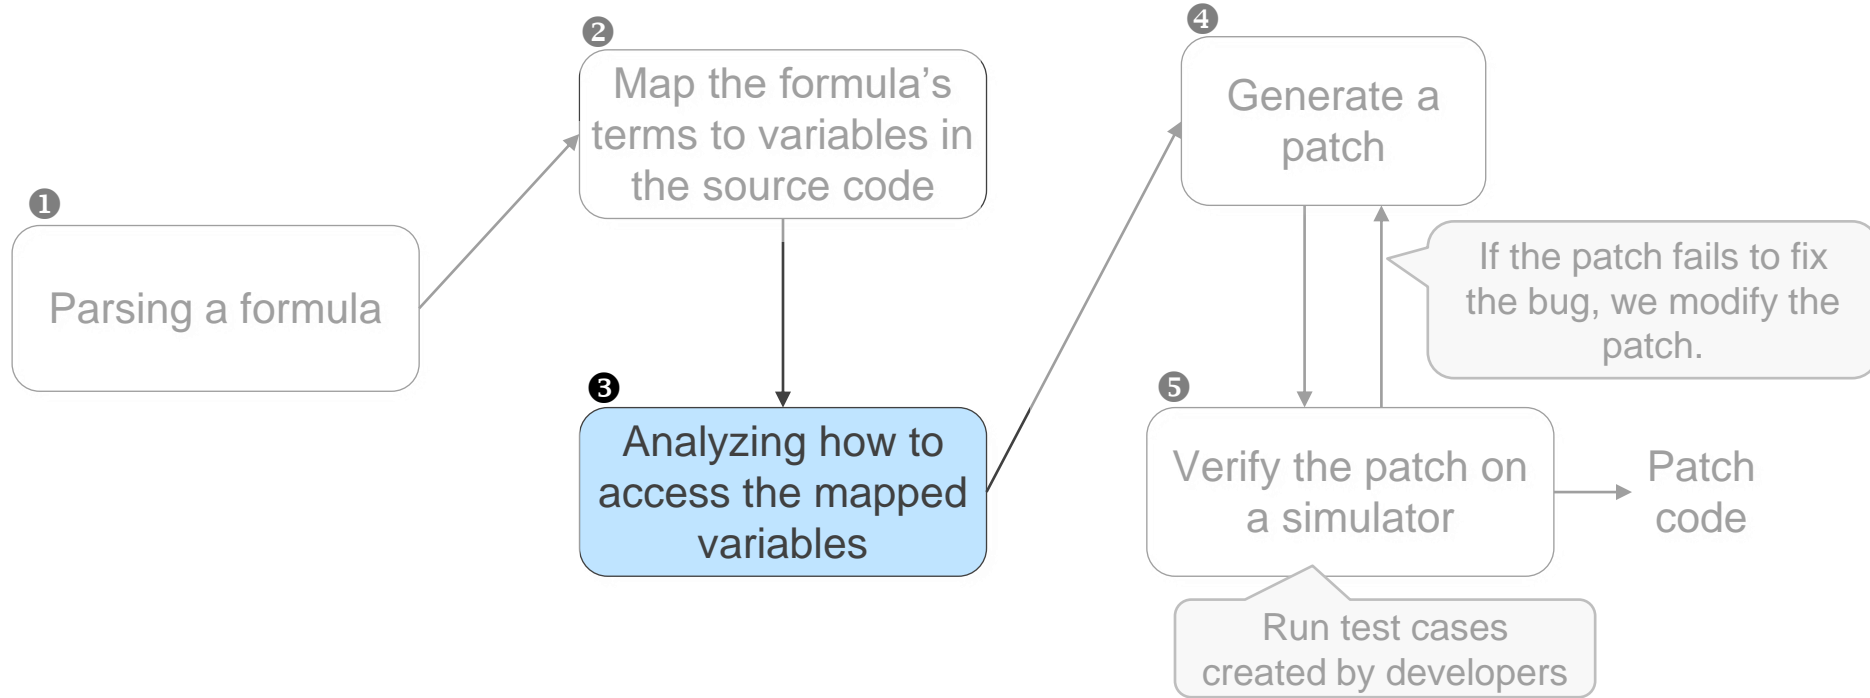 ❶
Parsing a formula
❷
Map the formula’s
terms to variables in
the source code
❸
Analyzing how to
access the mapped
variables
❹
Generate a
patch
If the patch fails to fix
the bug, we modify the
patch.
❺
Verify the patch on
a simulator
Run test cases
created by developers
Patch
code